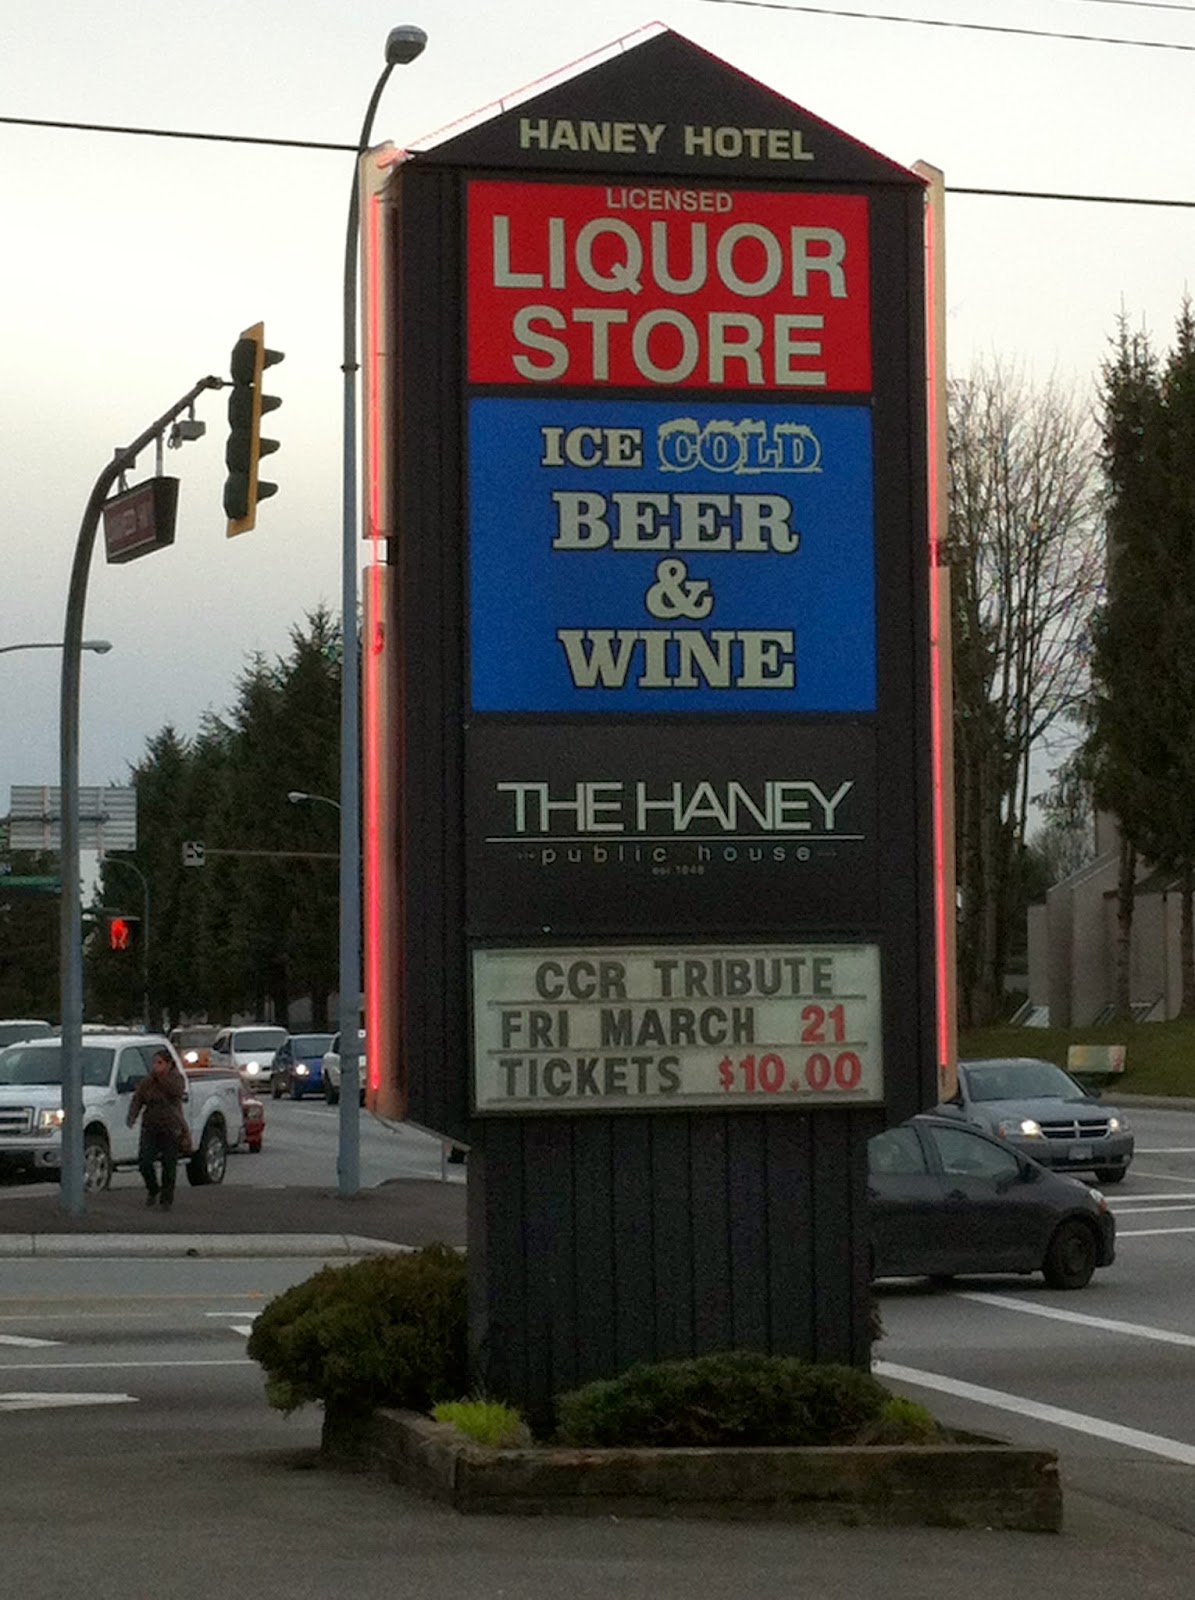 HANEY HOTEL
LICENSED
LIQUOR
STORE
ICE COLD
BEER
&
WINE
THE HANEY
public house
CCR TRIBUTE
FRI MARCH 21
TICKETS $10.00